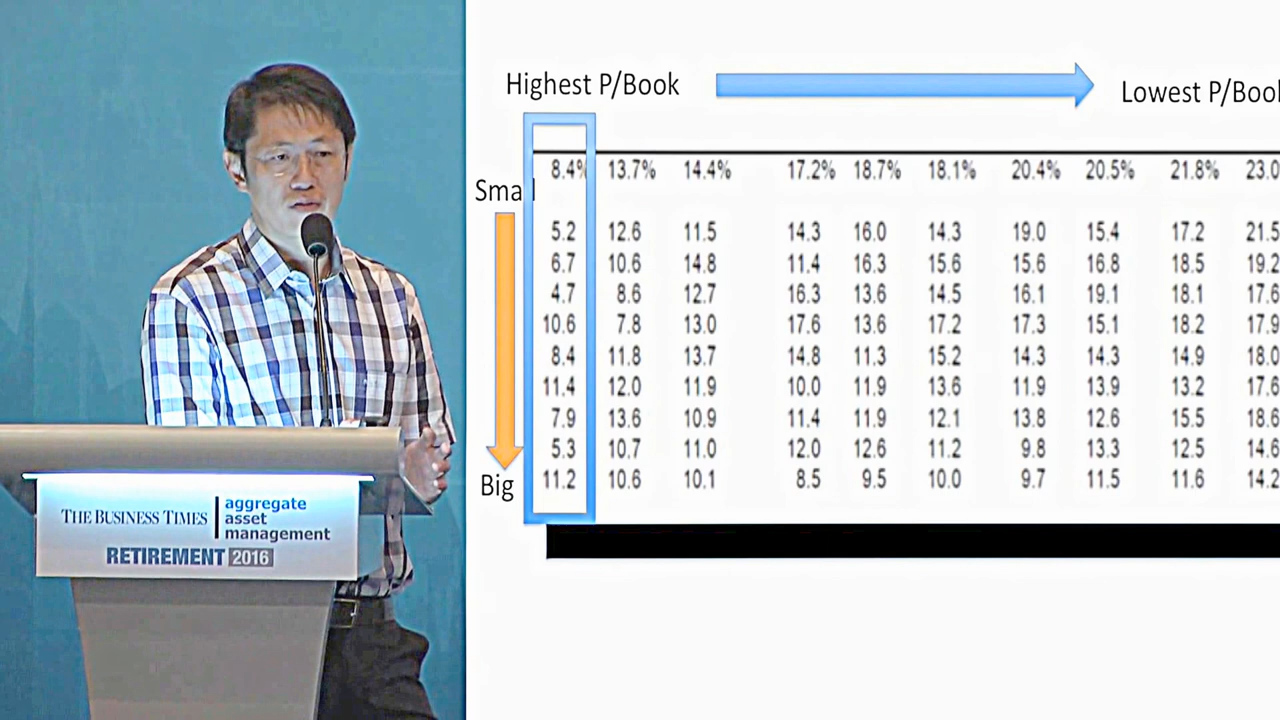 Highest P/Book
Lowest P/Book
8.4% 13.7% 14.4% 17.2% 18.7% 18.1% 20.4% 20.5% 21.8% 23.0
Small
5.2 12.6 11.5 14.3 16.0 14.3 19.0 15.4 17.2 21.5
6.7 10.6 14.8 11.4 16.3 15.6 15.6 16.8 18.5 19.2
4.7 8.6 12.7 16.3 13.6 14.5 16.1 19.1 18.1 17.6
10.6 7.8 13.0 17.6 13.6 17.2 17.3 15.1 18.2 17.9
8.4 11.8 13.7 14.8 11.3 15.2 14.3 14.3 14.9 18.0
11.4 12.0 11.9 10.0 11.9 13.6 11.9 13.9 13.2 17.6
7.9 13.6 10.9 11.4 11.9 12.1 13.8 12.6 15.5 18.6
5.3 10.7 11.0 12.0 12.6 11.2 9.8 13.3 12.5 14.6
11.2 10.6 10.1 8.5 9.5 10.0 9.7 11.5 11.6 14.2
Big
THE BUSINESS TIMES
aggregate
asset
management
RETIREMENT 2016